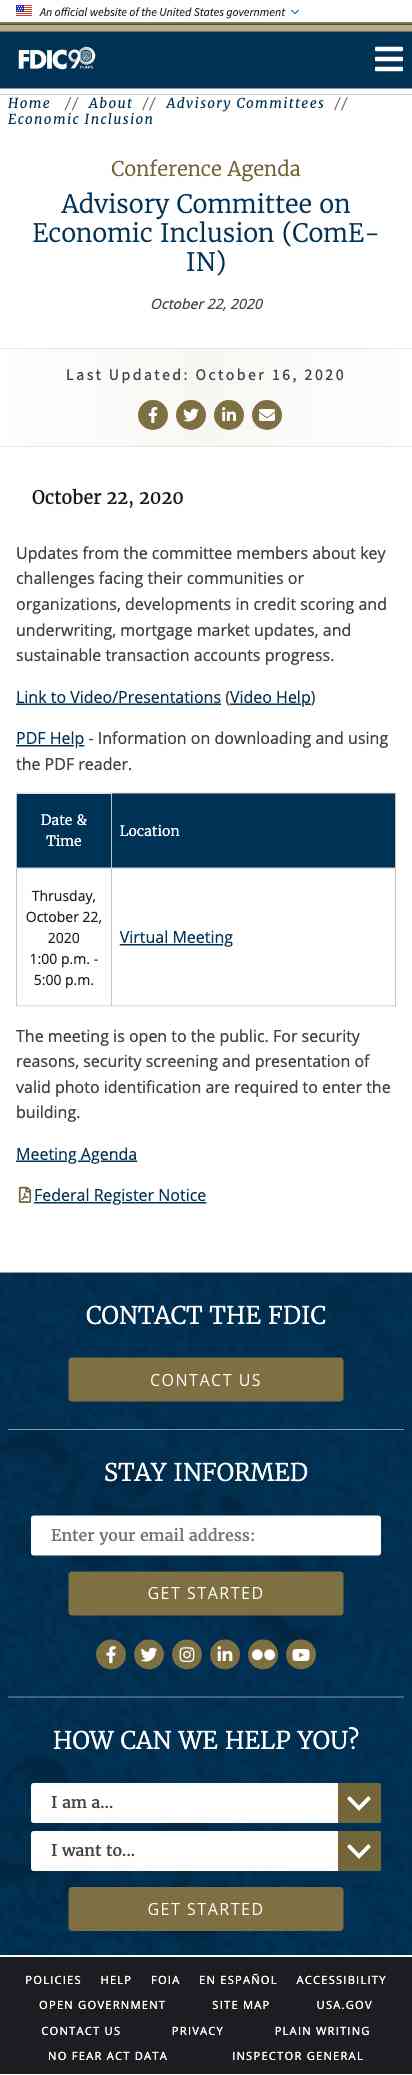 An official website of the United States government
FDIC90
Home // About // Advisory Committees //
Economic Inclusion
Conference Agenda
Advisory Committee on
Economic Inclusion (ComE-
IN)
October 22, 2020
Last Updated: October 16, 2020
October 22, 2020
Updates from the committee members about key
challenges facing their communities or
organizations, developments in credit scoring and
underwriting, mortgage market updates, and
sustainable transaction accounts progress.
Link to Video/Presentations (Video Help)
PDF Help - Information on downloading and using
the PDF reader.
Date &
Time
Location
Thrusday,
October 22,
2020
1:00 p.m. -
5:00 p.m.
Virtual Meeting
The meeting is open to the public. For security
reasons, security screening and presentation of
valid photo identification are required to enter the
building.
Meeting Agenda
Federal Register Notice
CONTACT THE FDIC
CONTACT US
STAY INFORMED
Enter your email address:
GET STARTED
HOW CAN WE HELP YOU?
I am a...
I want to...
GET STARTED
POLICIES HELP FOIA EN ESPAÑOL ACCESSIBILITY
OPEN GOVERNMENT SITE MAP USA.GOV
CONTACT US PRIVACY PLAIN WRITING
NO FEAR ACT DATA INSPECTOR GENERAL